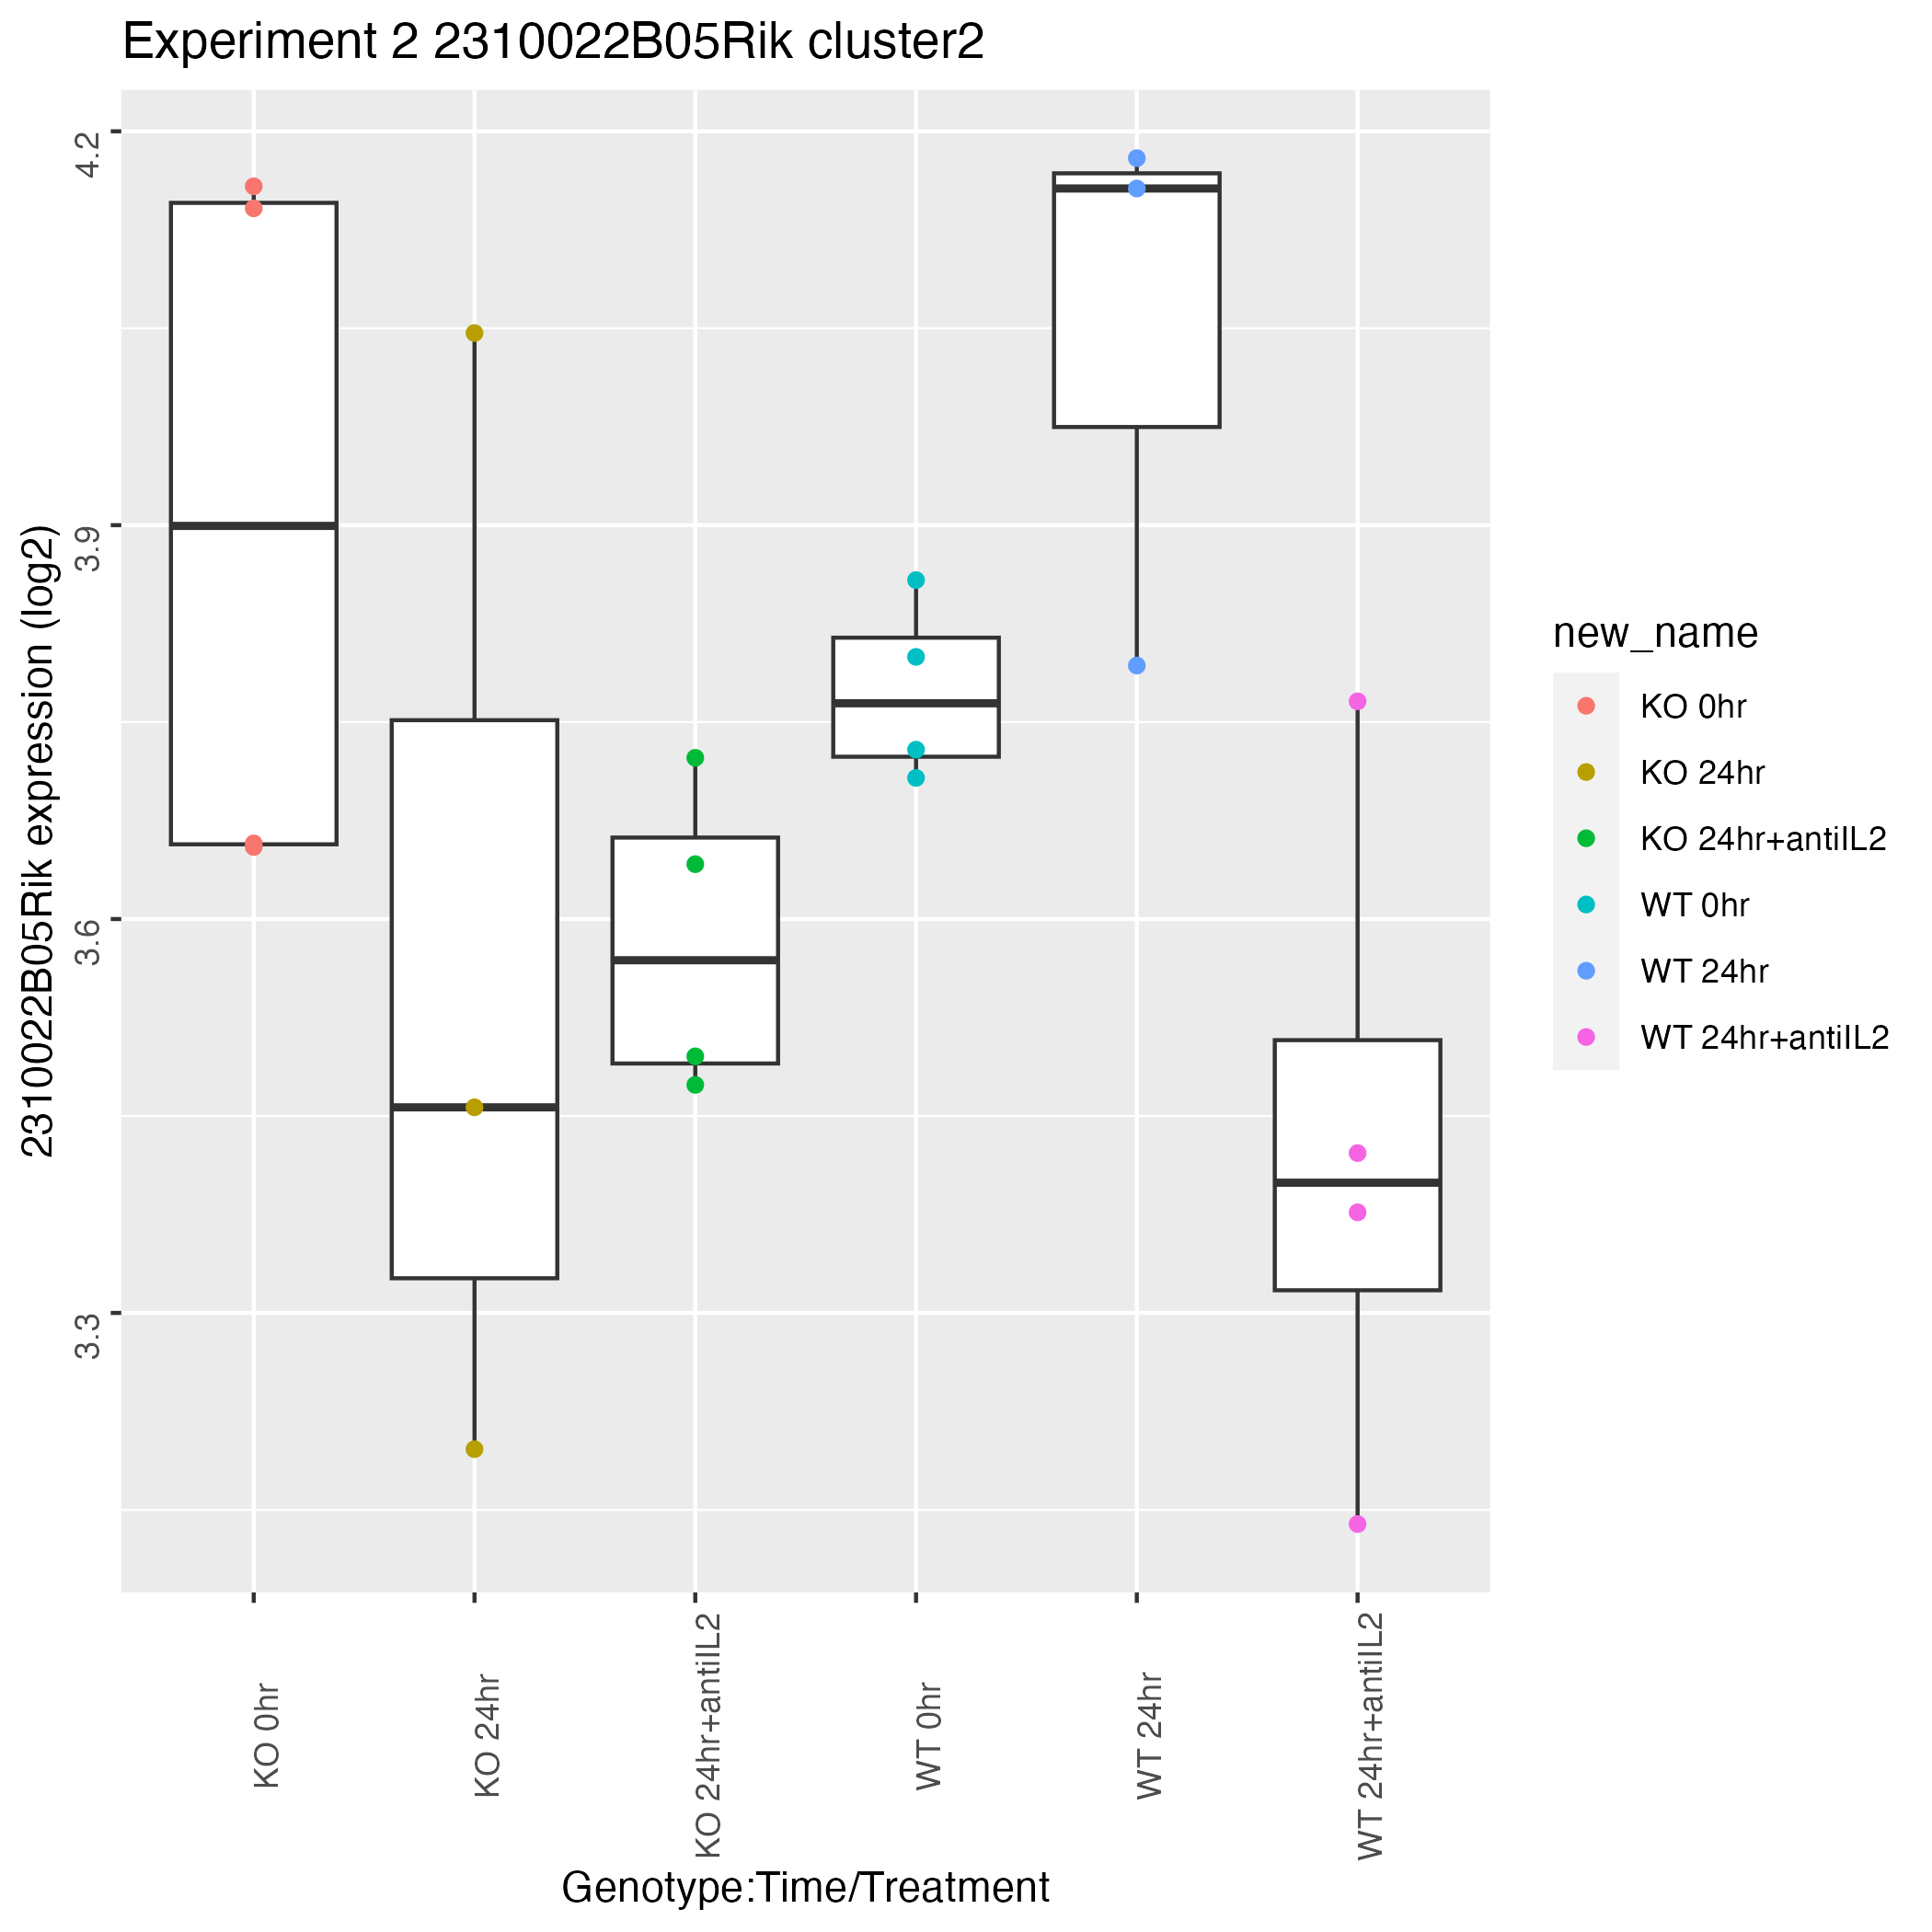 Experiment 2 2310022B05Rik cluster2
2310022B05Rik expression (log2)
4.2
3.9
3.6
3.3
KO 0hr
KO 24hr
KO 24hr+antiIL2
WT 0hr
WT 24hr
WT 24hr+antiIL2
Genotype:Time/Treatment
new_name
KO 0hr
KO 24hr
KO 24hr+antiIL2
WT 0hr
WT 24hr
WT 24hr+antiIL2